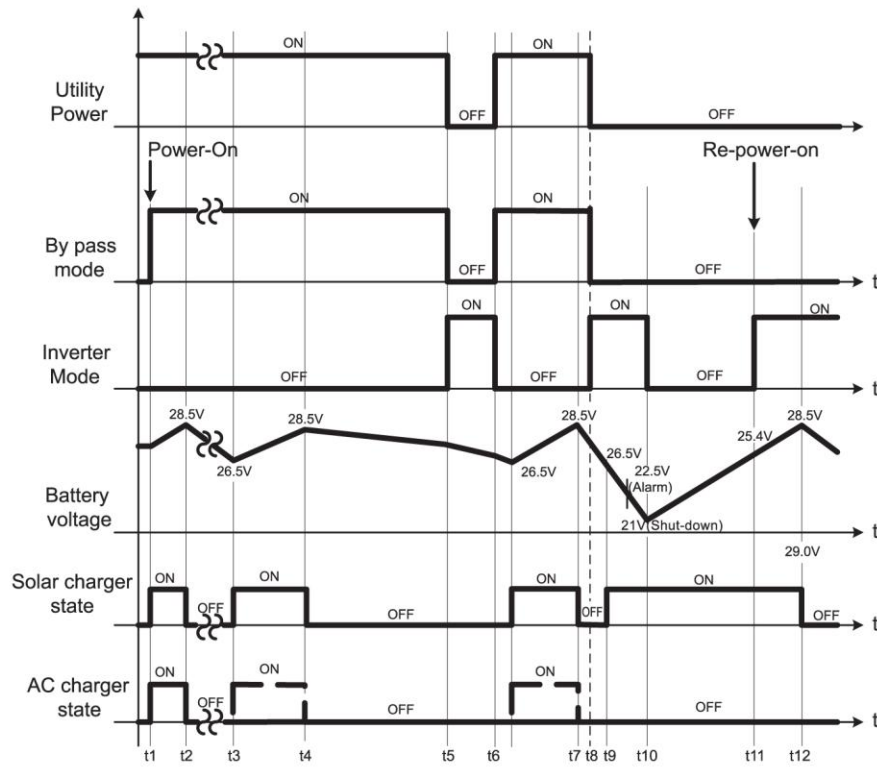 ON
ON
Utility
Power
OFF
OFF
t
Power-On
Re-power-on
ON
ON
By pass
mode
OFF
OFF
t
ON
ON
ON
Inverter
Mode
OFF
OFF
OFF
t
28.5V
28.5V
28.5V
28.5V
26.5V
26.5V
26.5V
25.4V
22.5V
(Alarm)
Battery
voltage
21V(Shut-down)
t
29.0V
Solar charger
state
ON
OFF
ON
OFF
ON
OFF
ON
OFF
t
AC charger
state
ON
OFF
ON
OFF
ON
OFF
t
t1 t2 t3 t4 t5 t6 t7 t8 t9 t10 t11 t12